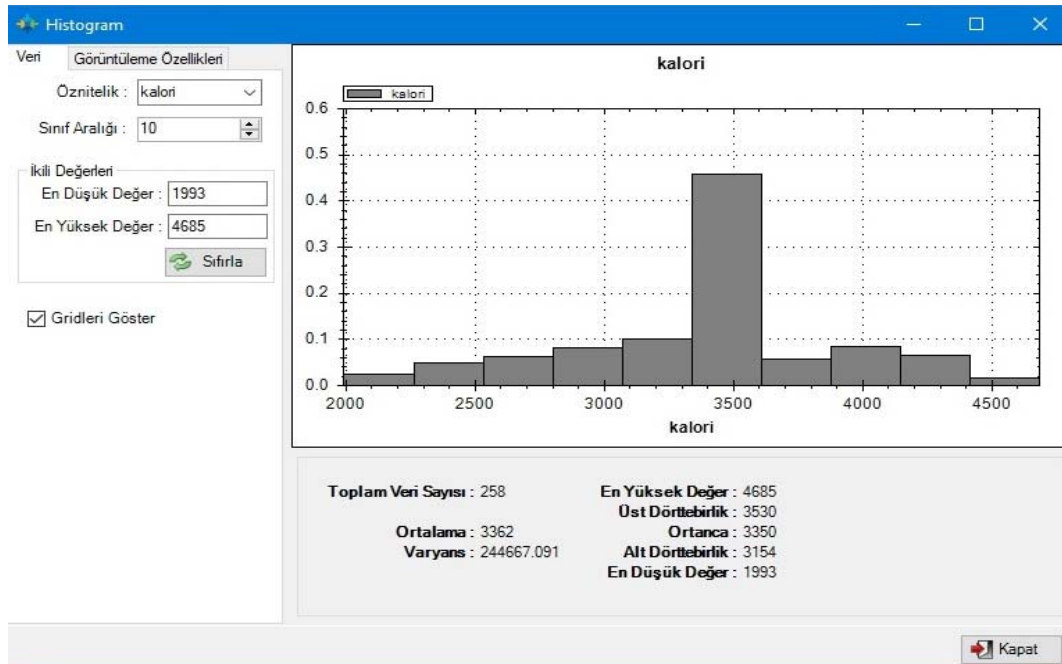 Histogram
Veri Görüntüleme Özellikleri
Öznitelik : kalori
Sınıf Aralığı : 10
İkili Değerleri
En Düşük Değer : 1993
En Yüksek Değer : 4685
Sıfırla
Gridleri Göster
kalori
kalori
0.6
0.5
0.4
0.3
0.2
0.1
0.0
2000 2500 3000 3500 4000 4500
kalori
Toplam Veri Sayısı : 258
Ortalama : 3362
Varyans : 244667.091
En Yüksek Değer : 4685
Üst Dörttebirlik : 3530
Ortanca : 3350
Alt Dörttebirlik : 3154
En Düşük Değer : 1993
Kapat